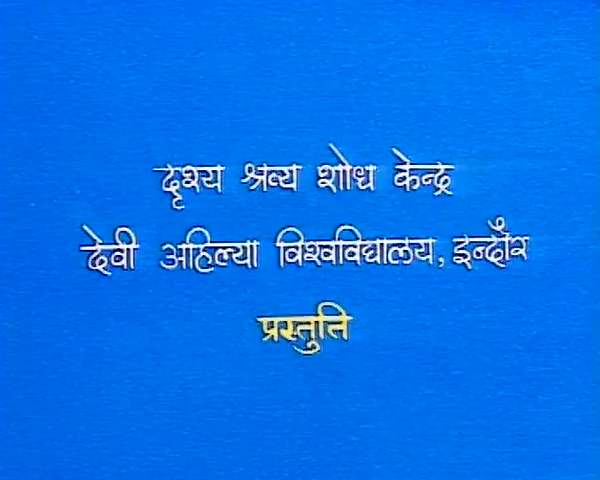 दृश्य श्रव्य शोध केन्द्र
देवी अहिल्या विश्वविद्यालय, इन्दौर
प्रस्तुति